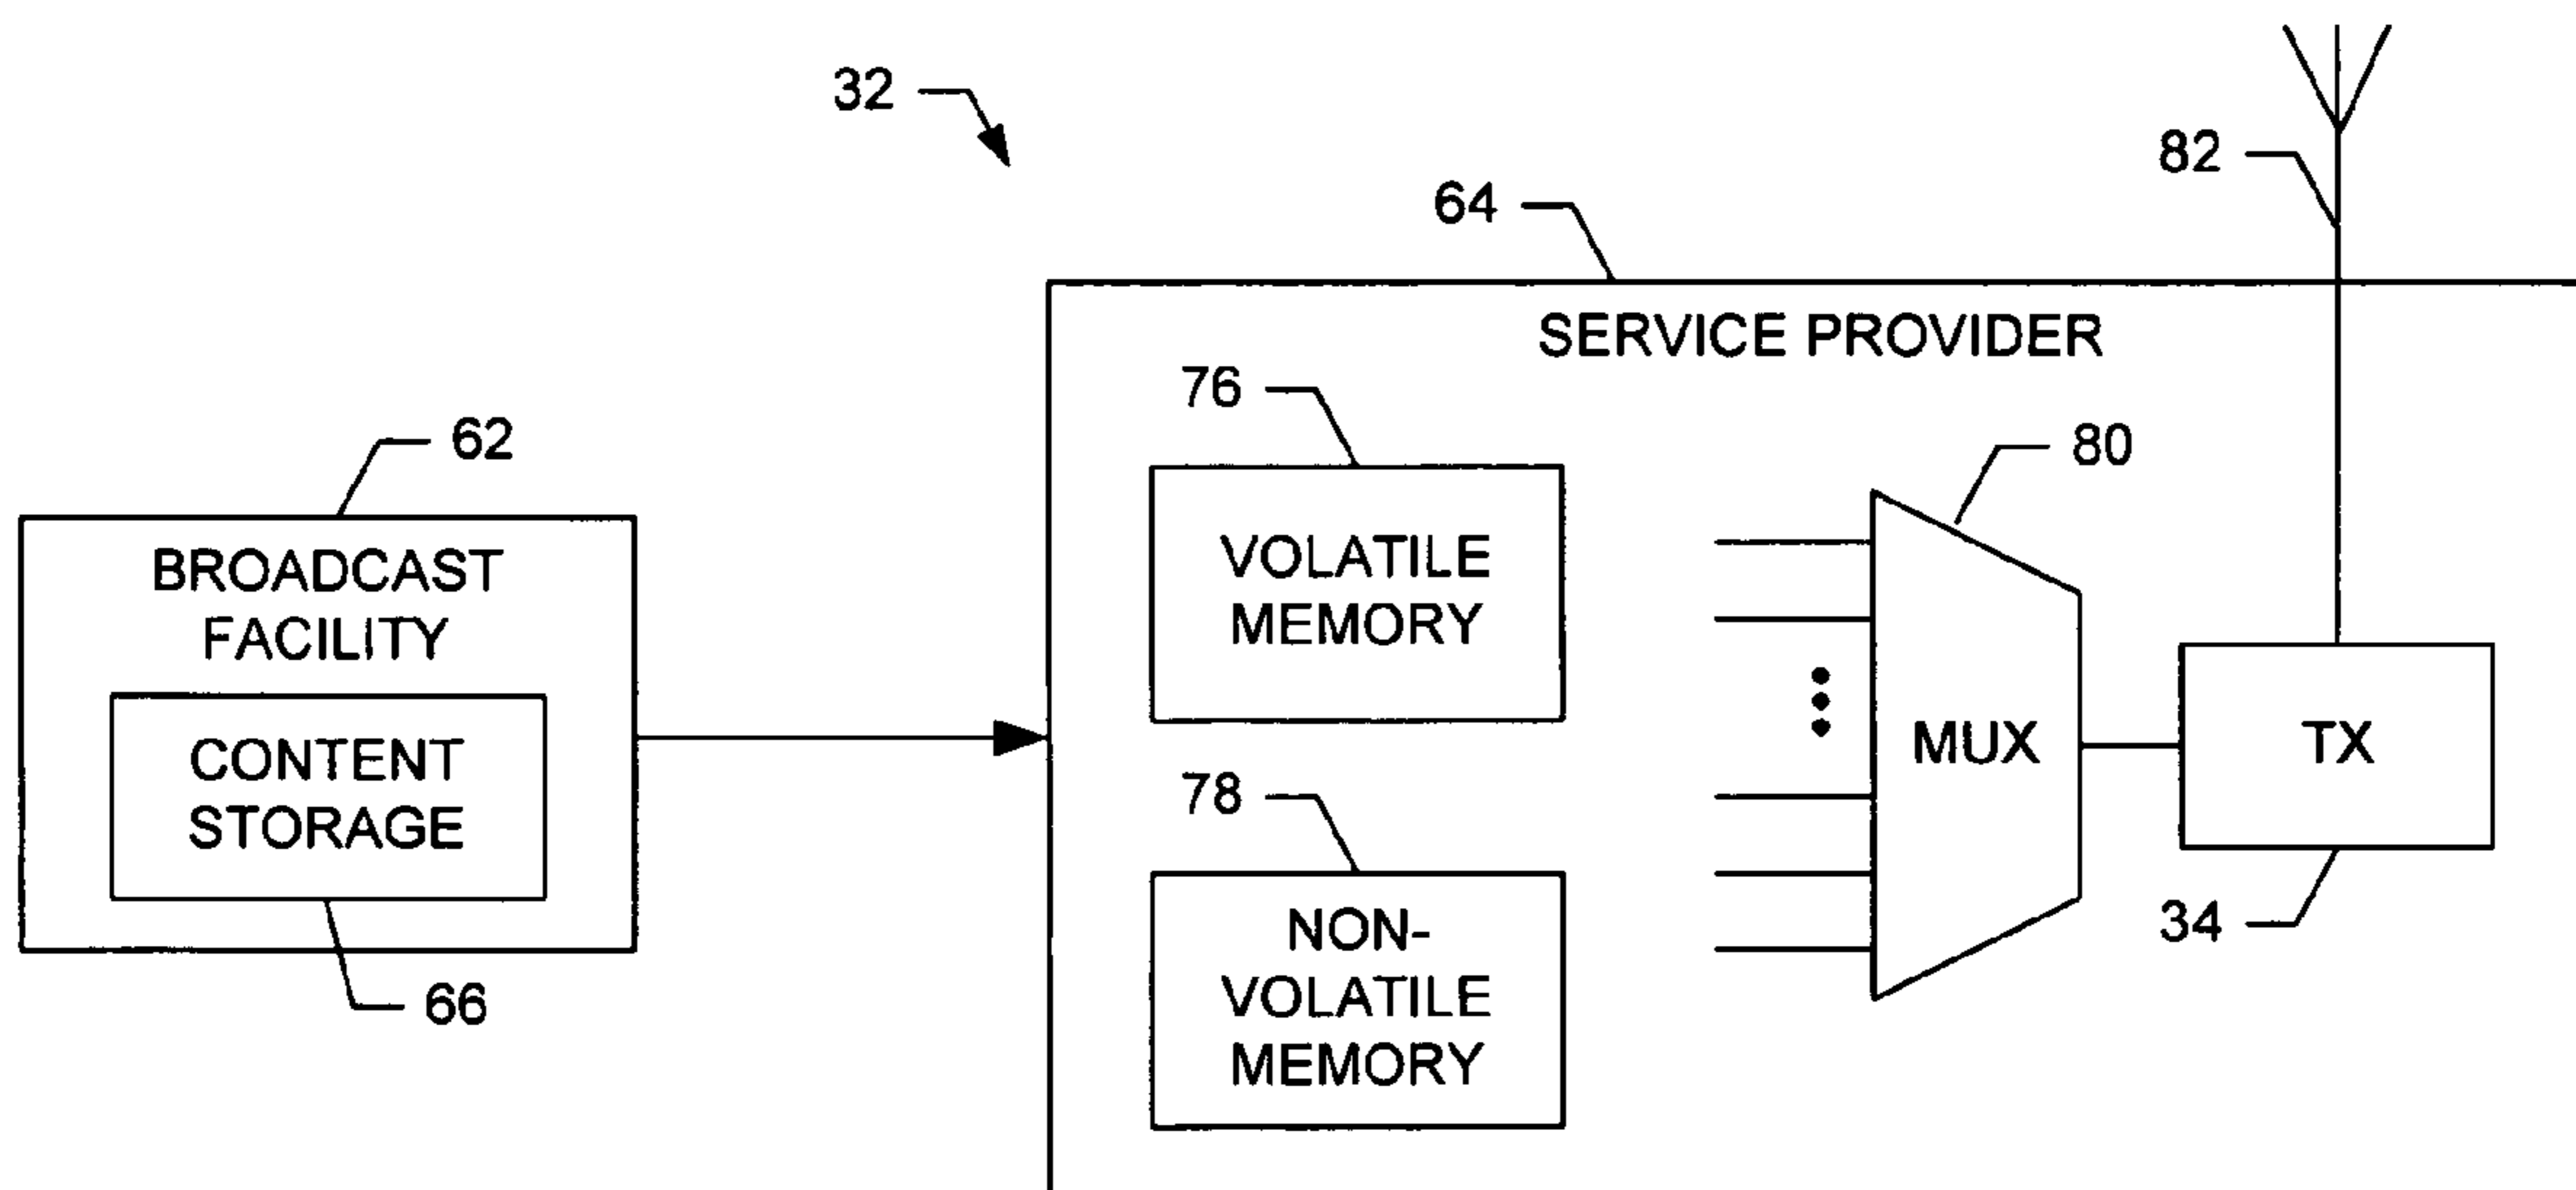 32
82
64
SERVICE PROVIDER
76
62
80
BROADCAST
FACILITY
VOLATILE
MEMORY
CONTENT
STORAGE
MUX
TX
78
66
NON-
VOLATILE
MEMORY
34